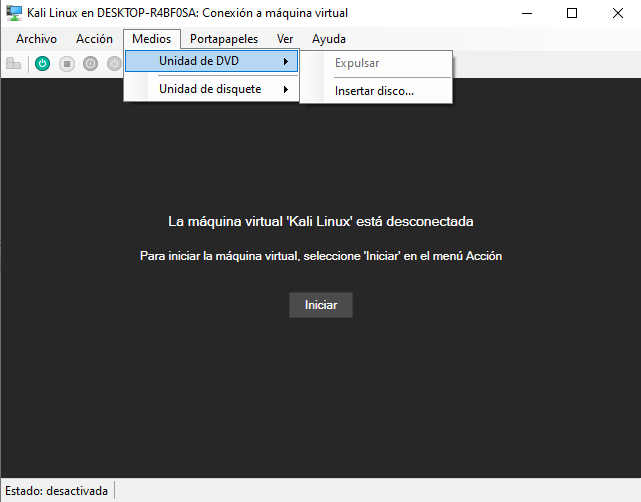 Kali Linux en DESKTOP-R4BF0SA: Conexión a máquina virtual
Archivo Acción Medios Portapapeles Ver Ayuda
Unidad de DVD
Unidad de disquete
Expulsar
Insertar disco...
La máquina virtual 'Kali Linux' está desconectada
Para iniciar la máquina virtual, seleccione 'Iniciar' en el menú Acción
Iniciar
Estado: desactivada